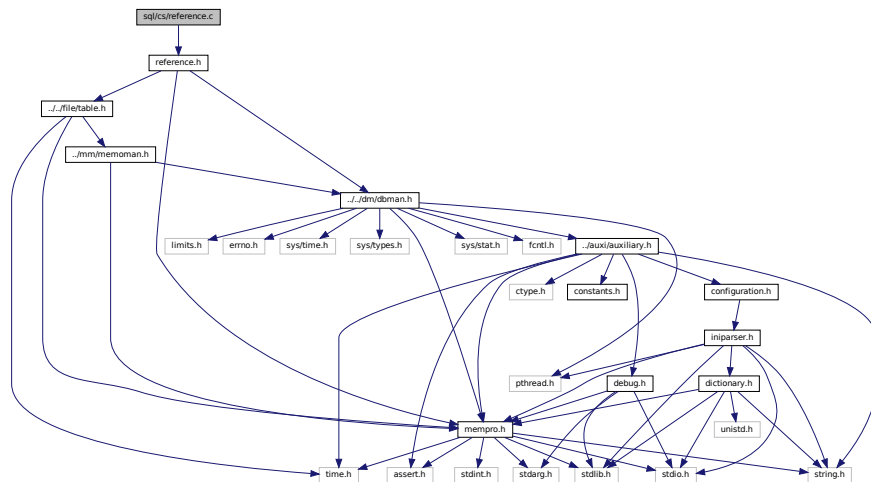 sql/cs/reference.c
reference.h
../../file/table.h
../mm/memoman.h
../../dm/dbman.h
limits.h
errno.h
sys/time.h
sys/types.h
sys/stat.h
fcntl.h
../auxi/auxiliary.h
ctype.h
constants.h
configuration.h
iniparser.h
pthread.h
debug.h
dictionary.h
mempro.h
unistd.h
time.h
assert.h
stdint.h
stdarg.h
stdlib.h
stdio.h
string.h